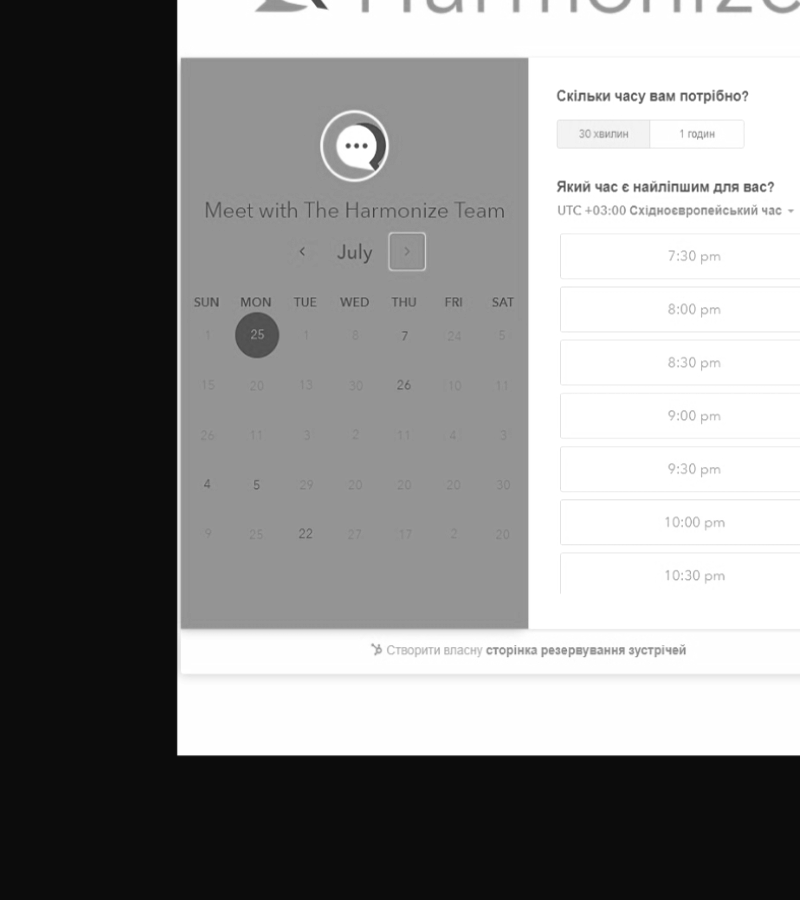 Harmonize
Meet with The Harmonize Team
July
SUN MON TUE WED THU FRI SAT
1 25 1 6 7 24 5
15 20 13 30 26 10 11
26 11 3 2 11 4 3
4 5 29 20 20 20 30
9 25 22 27 17 2 20
Скільки часу вам потрібно?
30 хвилин 1 годин
Який час є найліпшим для вас?
UTC +03:00 Східноєвропейський час
7:30 pm
8:00 pm
8:30 pm
9:00 pm
9:30 pm
10:00 pm
10:30 pm
Створити власну сторінка резервування зустрічей